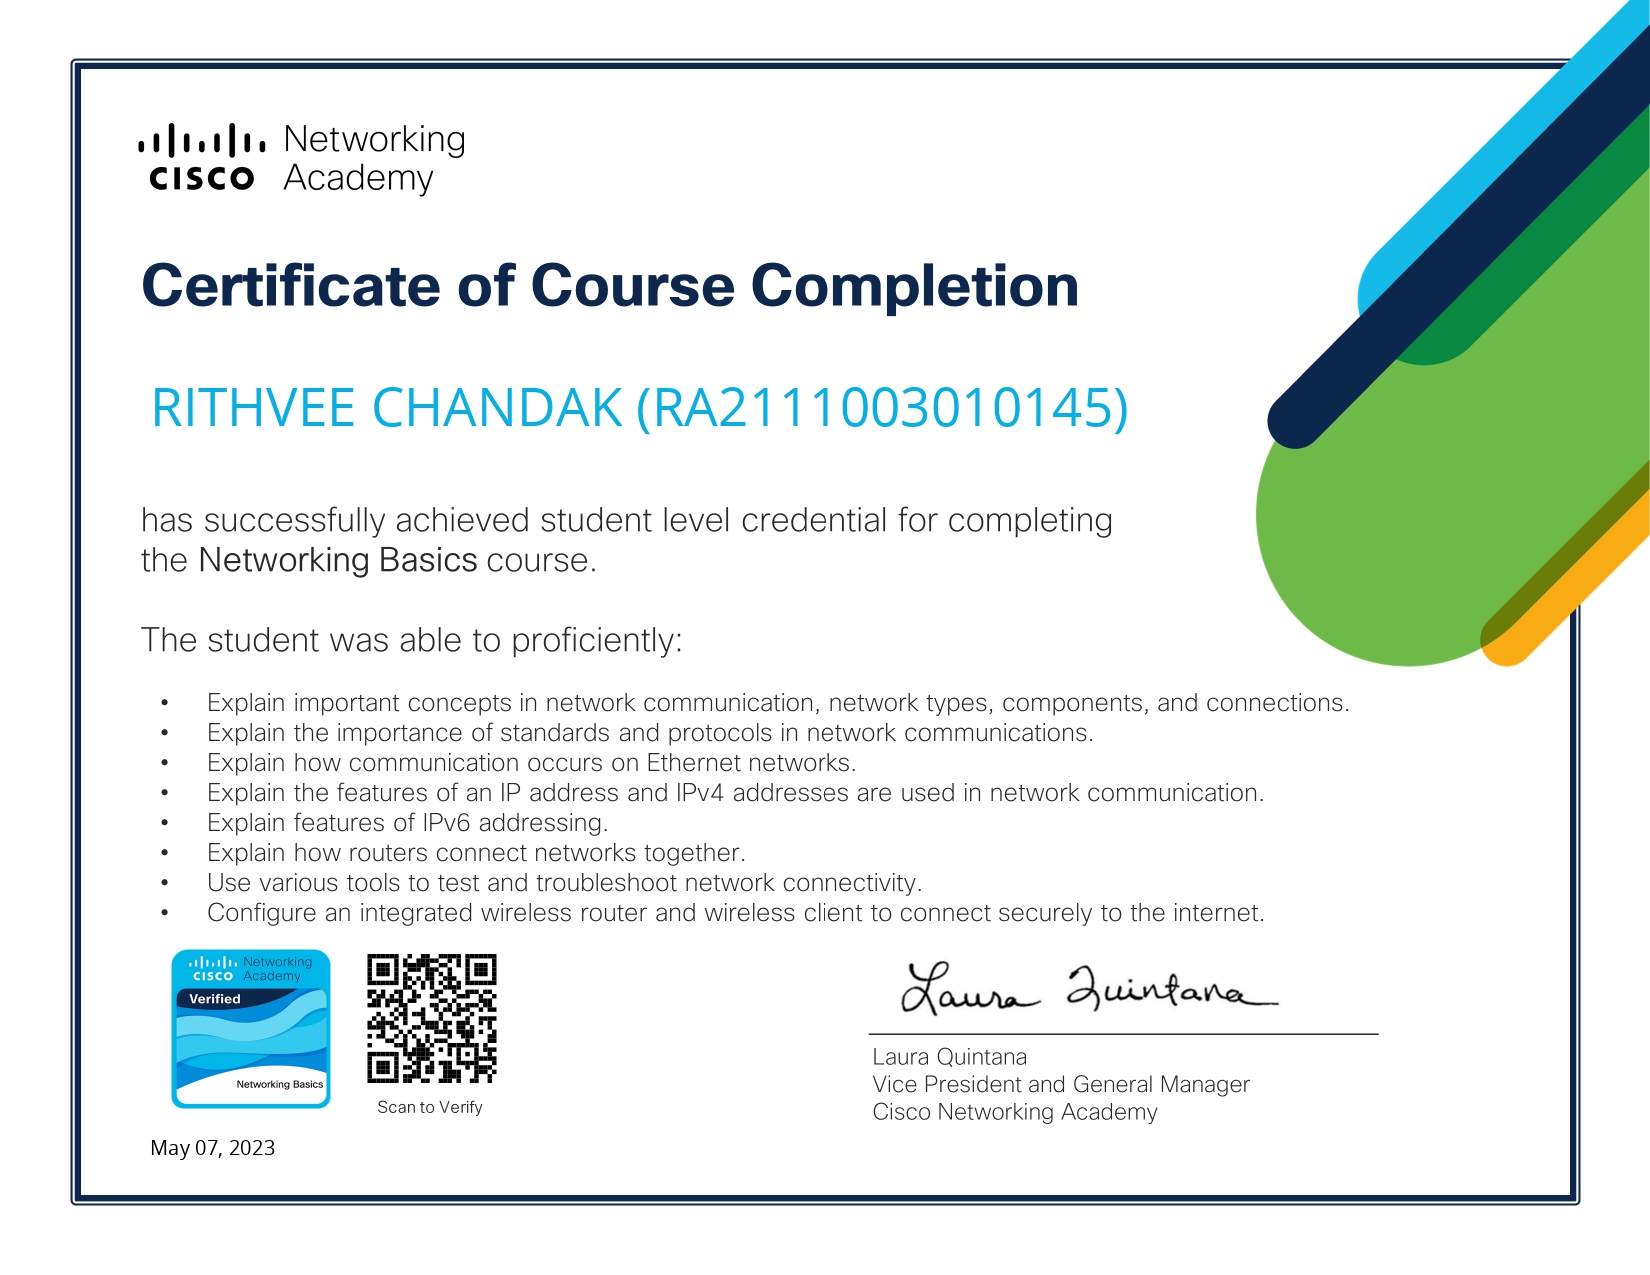 Networking
Academy
CISCO
Certificate of Course Completion
RITHVEE CHANDAK (RA2111003010145)
has successfully achieved student level credential for completing
the Networking Basics course.
The student was able to proficiently:
• Explain important concepts in network communication, network types, components, and connections.
• Explain the importance of standards and protocols in network communications.
• Explain how communication occurs on Ethernet networks.
• Explain the features of an IP address and IPv4 addresses are used in network communication.
• Explain features of IPv6 addressing.
• Explain how routers connect networks together.
• Use various tools to test and troubleshoot network connectivity.
• Configure an integrated wireless router and wireless client to connect securely to the internet.
Networking
Academy
CISCO
Verified
Networking Basics
Scan to Verify
Laura Quintana
Laura Quintana
Vice President and General Manager
Cisco Networking Academy
May 07, 2023